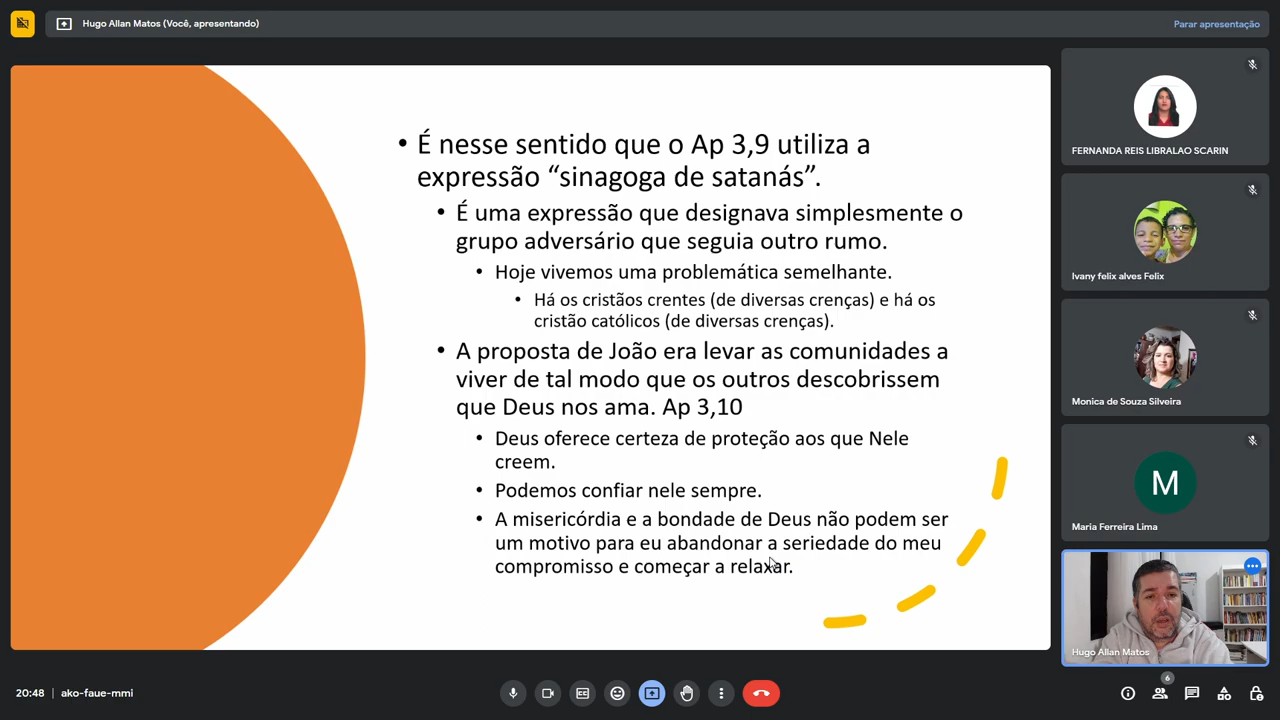 Hugo Allan Matos (Você, apresentando)
Parar apresentação
• É nesse sentido que o Ap 3,9 utiliza a
expressão “sinagoga de satanás”.
• É uma expressão que designava simplesmente o
grupo adversário que seguia outro rumo.
• Hoje vivemos uma problemática semelhante.
• Há os cristãos crentes (de diversas crenças) e há os
cristão católicos (de diversas crenças).
• A proposta de João era levar as comunidades a
viver de tal modo que os outros descobrissem
que Deus nos ama. Ap 3,10
• Deus oferece certeza de proteção aos que Nele
creem.
• Podemos confiar nele sempre.
• A misericórdia e a bondade de Deus não podem ser
um motivo para eu abandonar a seriedade do meu
compromisso e começar a relaxar.
FERNANDA REIS LIBRALAO SCARIN
Ivany felix alves Felix
Monica de Souza Silveira
M
Maria Ferreira Lima
Hugo Allan Matos
20:48 | ako-faue-mmi
6